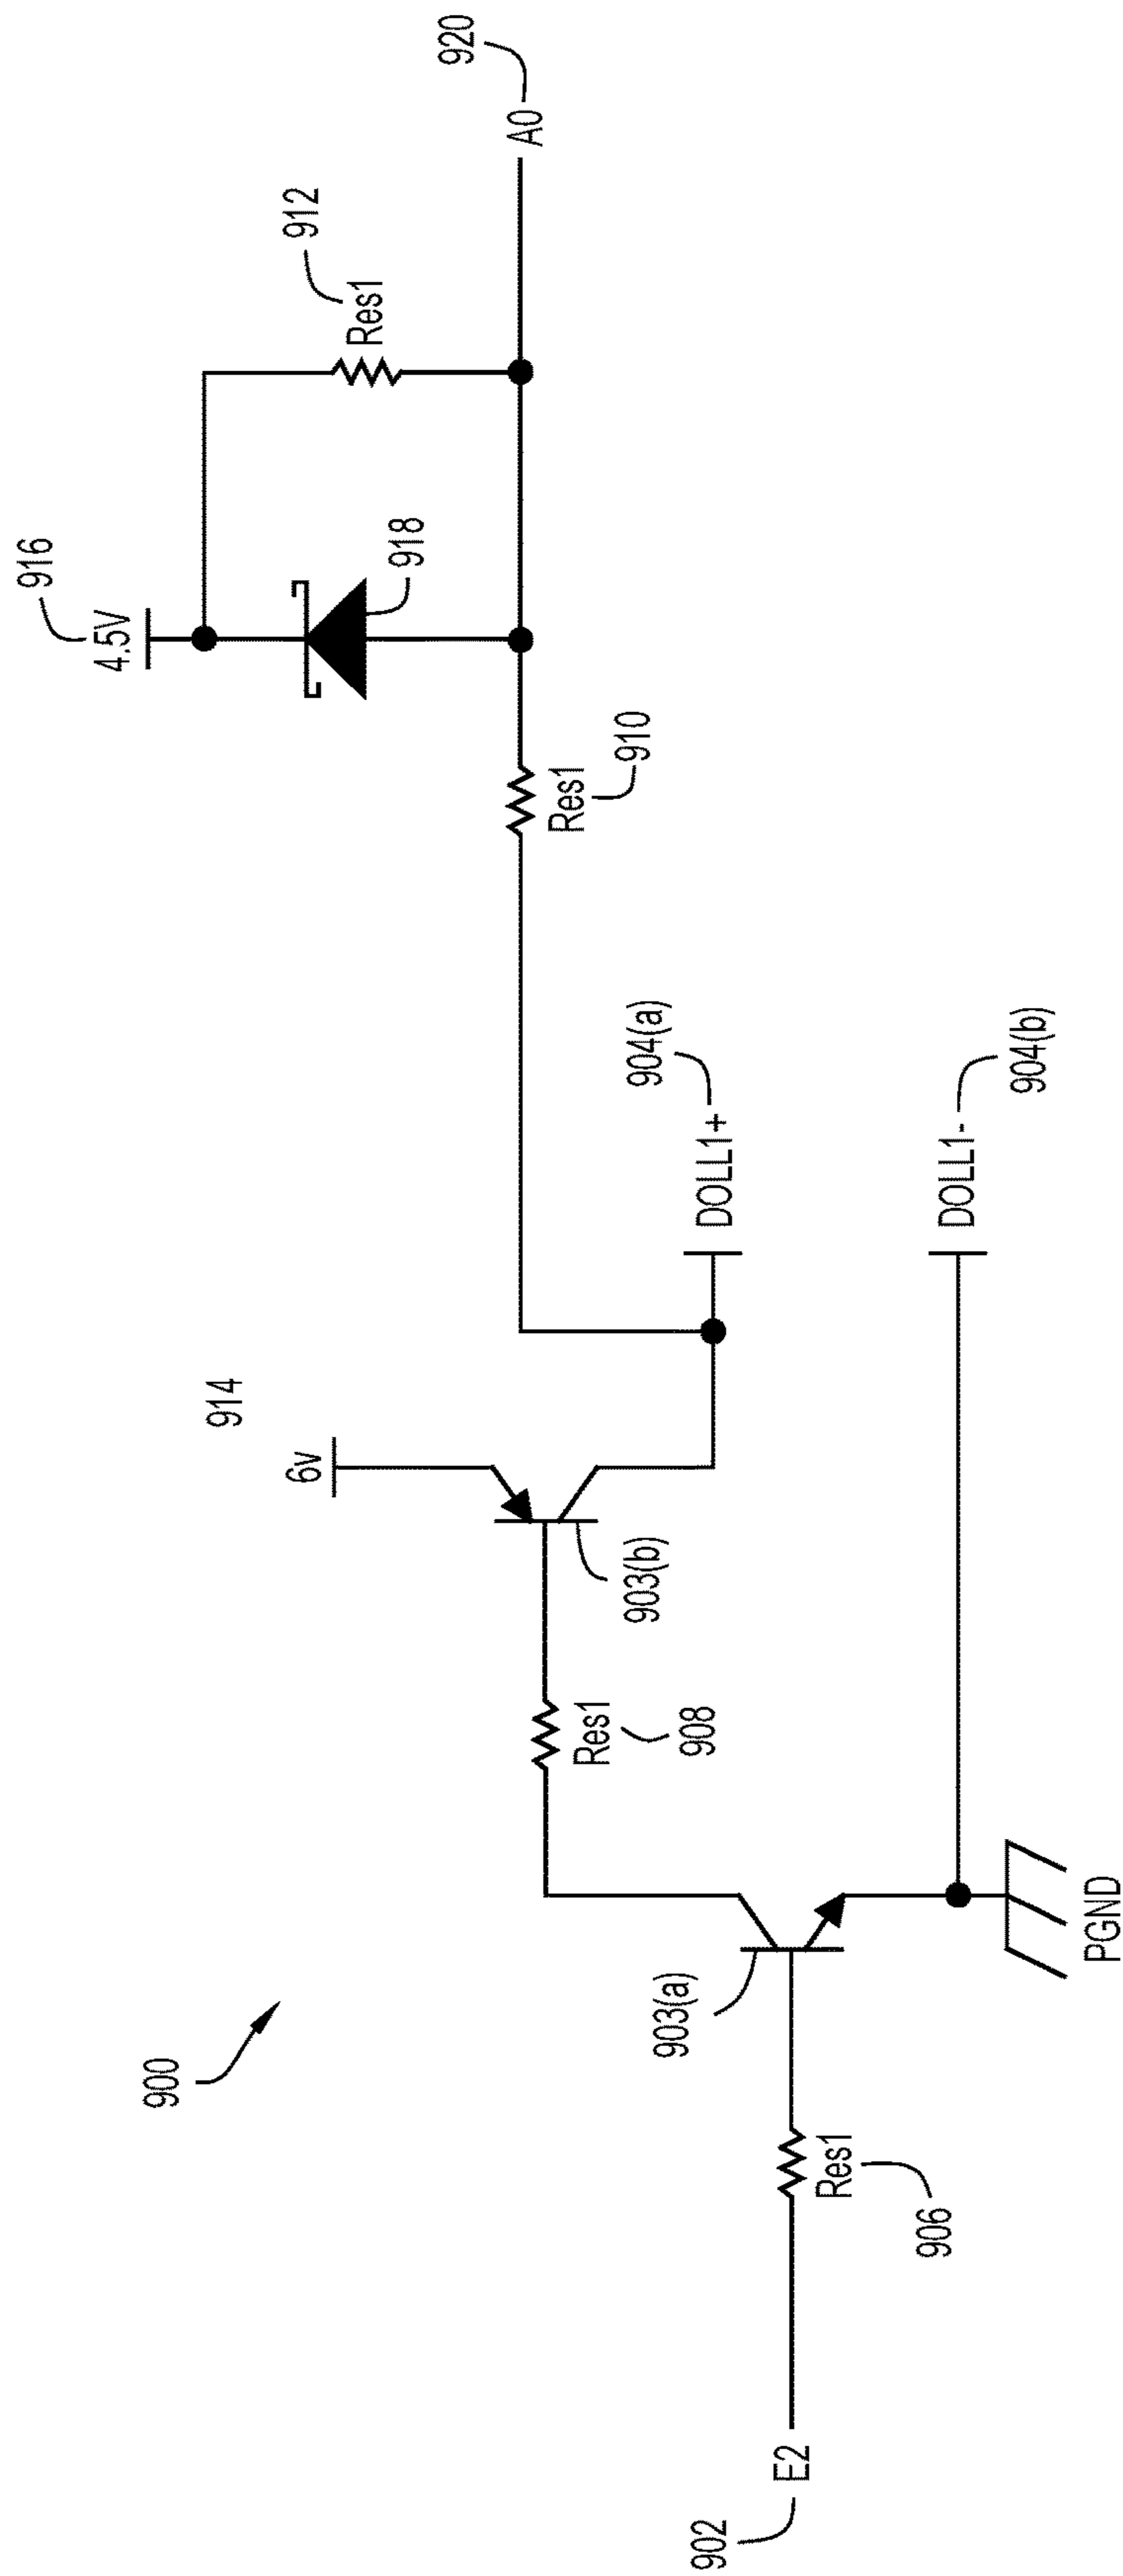 900
902
E2
Res1
906
903(a)
PGND
Res1
908
903(b)
6v
914
DOLL1+
904(a)
DOLL1-
904(b)
Res1
910
4.5V
916
918
Res1
912
A0
920